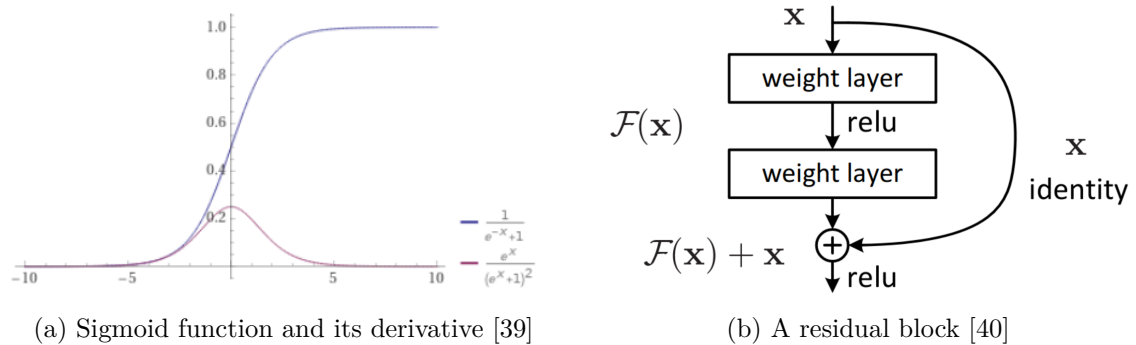 1.0
0.8
0.6
0.4
0.2
-10
-5
5
10
1
e^{-x}+1
e^x
(e^x+1)^2
(a) Sigmoid function and its derivative [39]
x
weight layer
F(x)
relu
weight layer
x
identity
F(x) + x
+
relu
(b) A residual block [40]